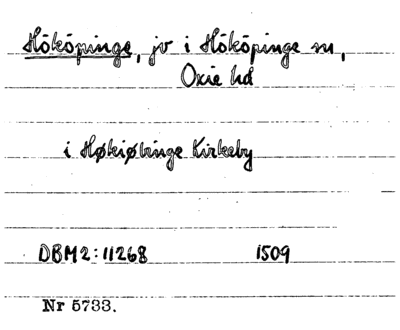 Hököpinge, jv i Hököpinge sn,
Oxie hd
i Høkiøbinge Kirkeby
DBM2:11268 1509
Nr 5733.